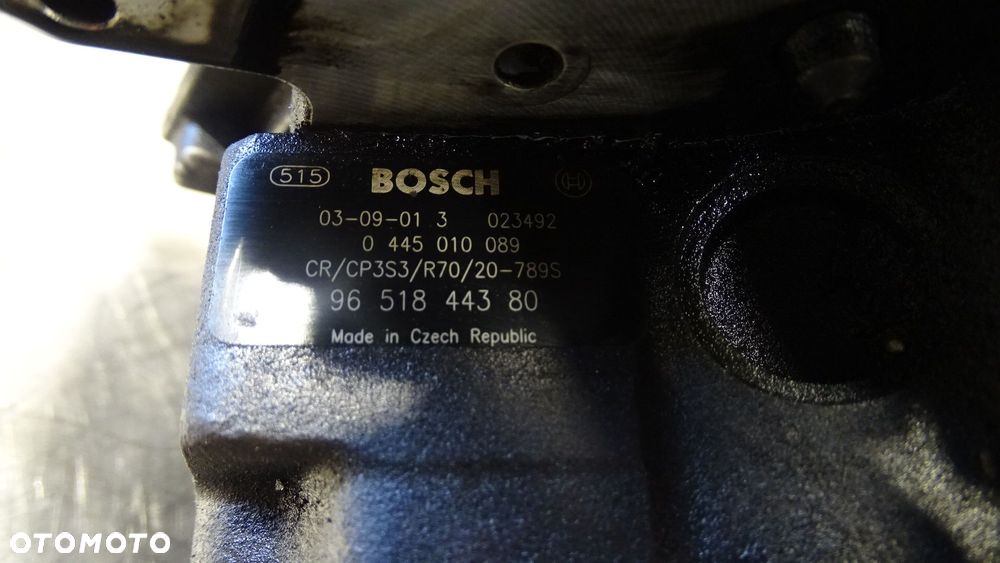 515 BOSCH
03-09-01 3 023492
0 445 010 089
CR/CP3S3/R70/20-789S
96 518 443 80
Made in Czech Republic
OTOMOTO